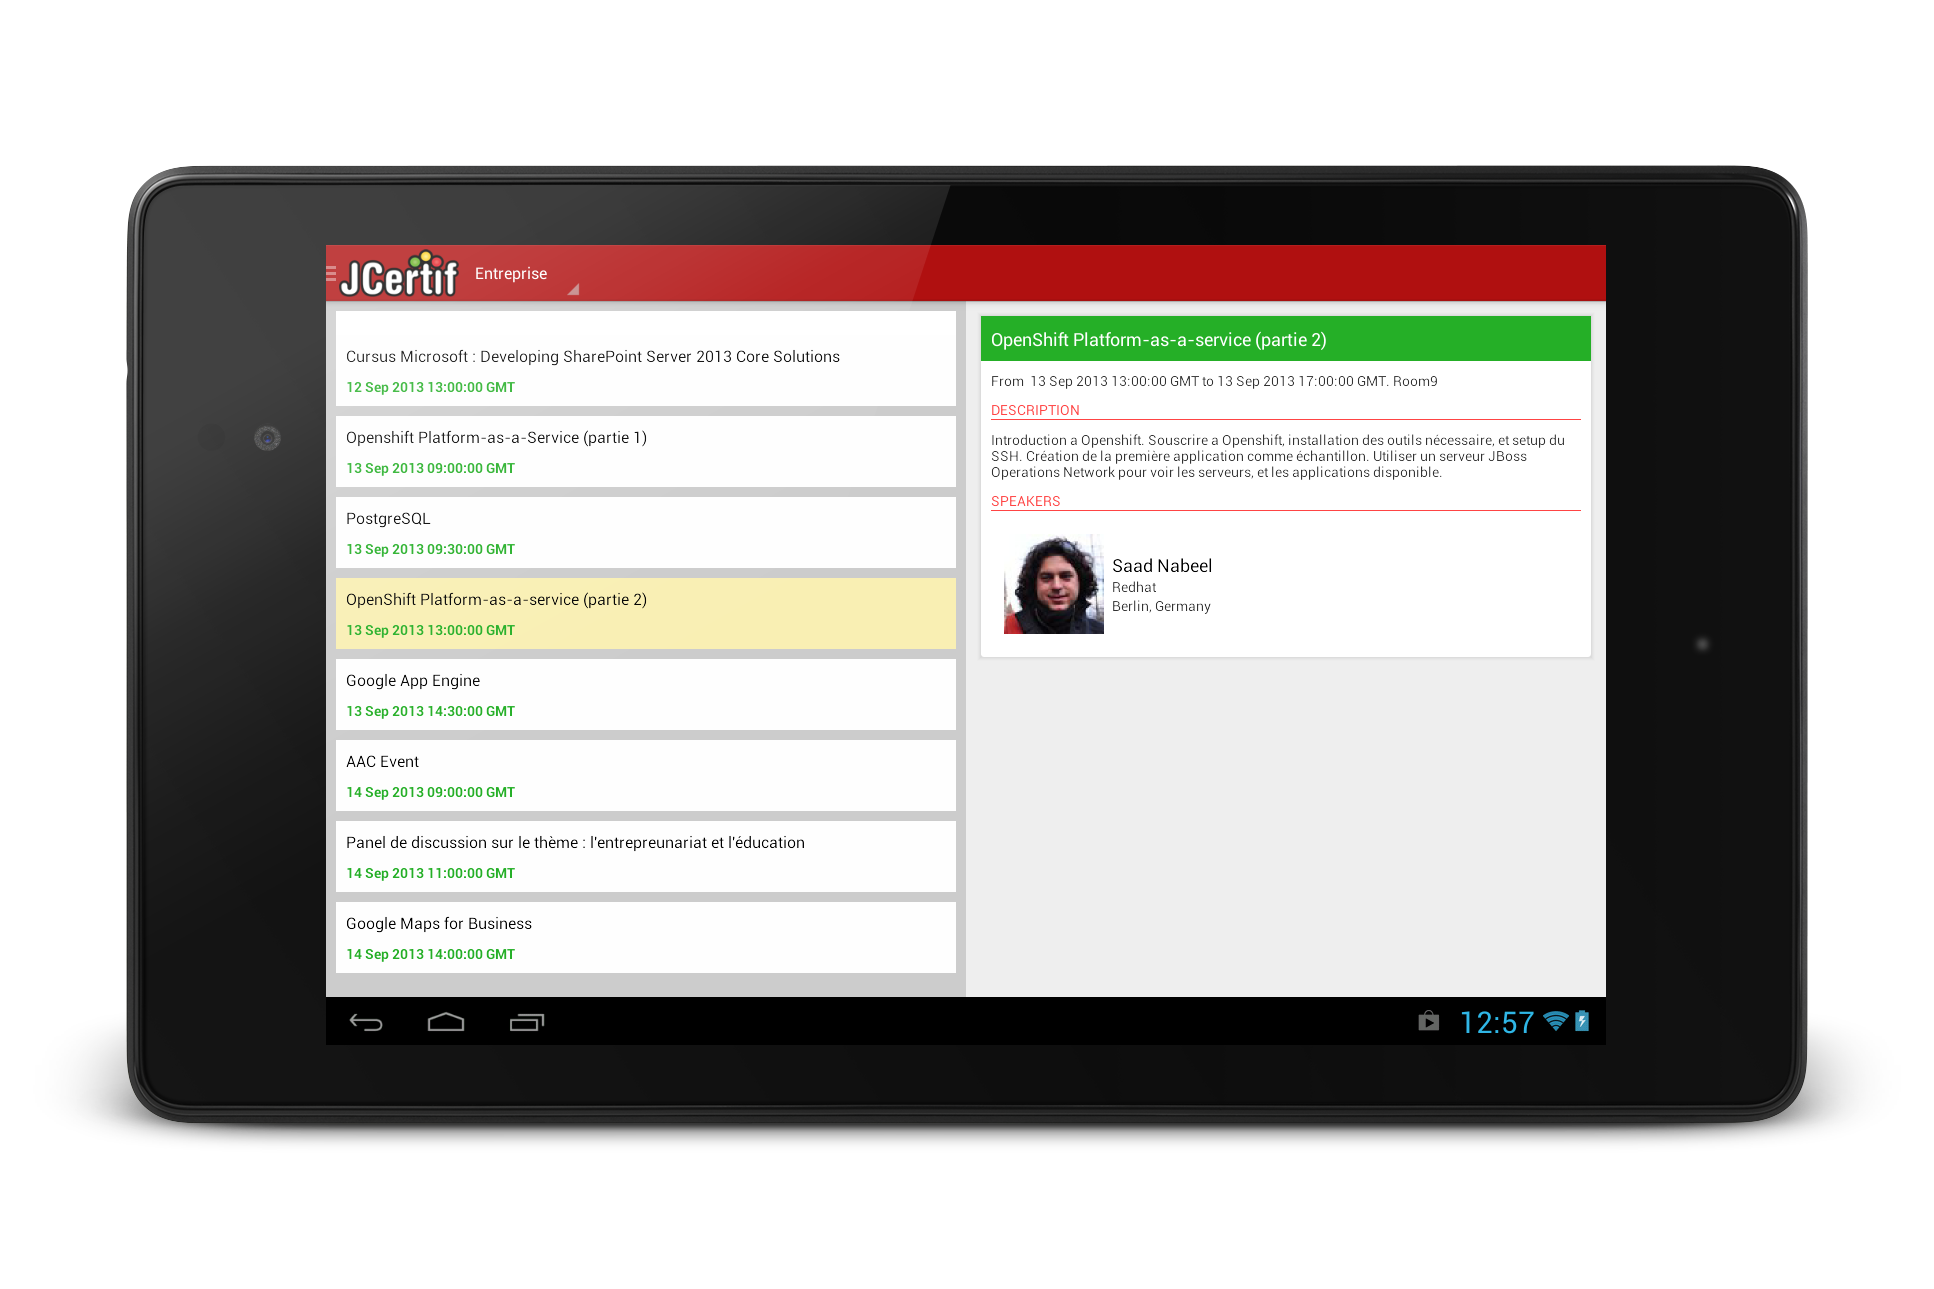 JCertif
Entreprise
Cursus Microsoft : Developing SharePoint Server 2013 Core Solutions
12 Sep 2013 13:00:00 GMT
Openshift Platform-as-a-Service (partie 1)
13 Sep 2013 09:00:00 GMT
PostgreSQL
13 Sep 2013 09:30:00 GMT
OpenShift Platform-as-a-service (partie 2)
13 Sep 2013 13:00:00 GMT
Google App Engine
13 Sep 2013 14:30:00 GMT
AAC Event
14 Sep 2013 09:00:00 GMT
Panel de discussion sur le thème : l'entrepreunariat et l'éducation
14 Sep 2013 11:00:00 GMT
Google Maps for Business
14 Sep 2013 14:00:00 GMT
OpenShift Platform-as-a-service (partie 2)
From  13 Sep 2013 13:00:00 GMT to 13 Sep 2013 17:00:00 GMT. Room9
DESCRIPTION
Introduction a Openshift. Souscrire a Openshift, installation des outils nécessaire, et setup du
SSH. Création de la première application comme échantillon. Utiliser un serveur JBoss
Operations Network pour voir les serveurs, et les applications disponible.
SPEAKERS
Saad Nabeel
Redhat
Berlin, Germany
12:57